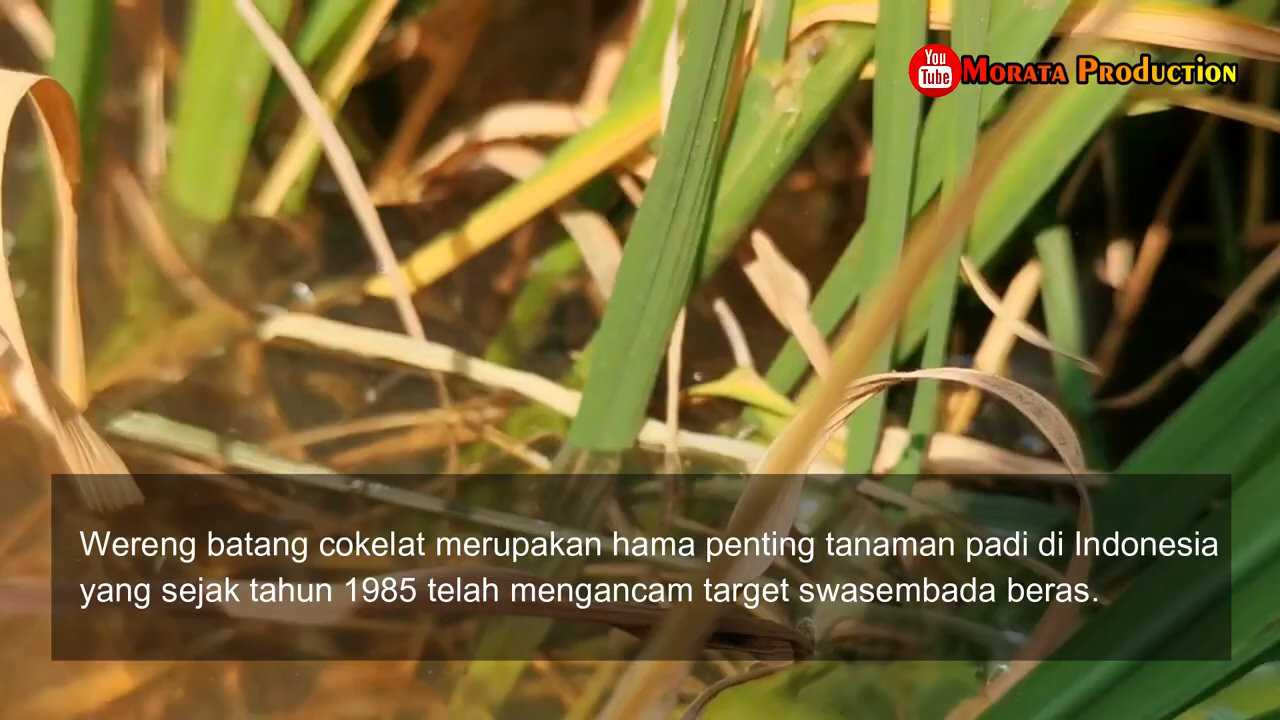 You
Tube
Morata Production
Wereng batang cokelat merupakan hama penting tanaman padi di Indonesia
yang sejak tahun 1985 telah mengancam target swasembada beras.